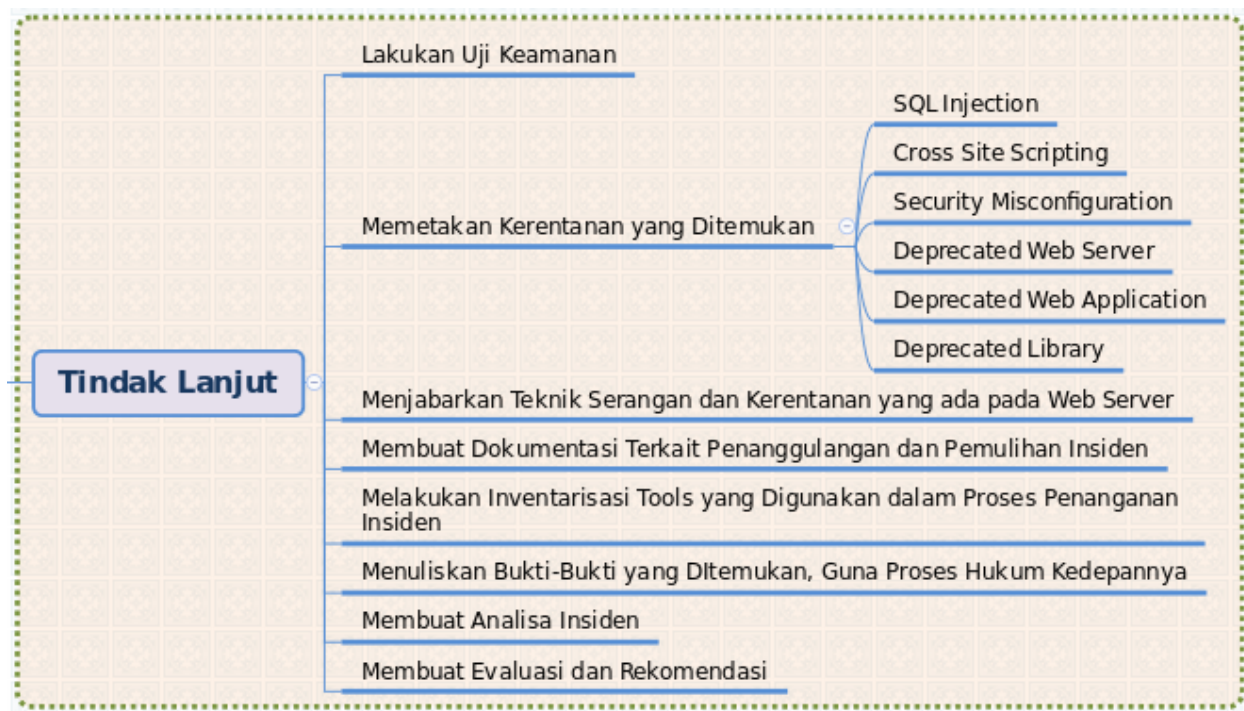 Lakukan Uji Keamanan
SQL Injection
Cross Site Scripting
Security Misconfiguration
Memetakan Kerentanan yang Ditemukan
Deprecated Web Server
Deprecated Web Application
Deprecated Library
Tindak Lanjut
Menjabarkan Teknik Serangan dan Kerentanan yang ada pada Web Server
Membuat Dokumentasi Terkait Penanggulangan dan Pemulihan Insiden
Melakukan Inventarisasi Tools yang Digunakan dalam Proses Penanganan
Insiden
Menuliskan Bukti-Bukti yang DItemukan, Guna Proses Hukum Kedepannya
Membuat Analisa Insiden
Membuat Evaluasi dan Rekomendasi